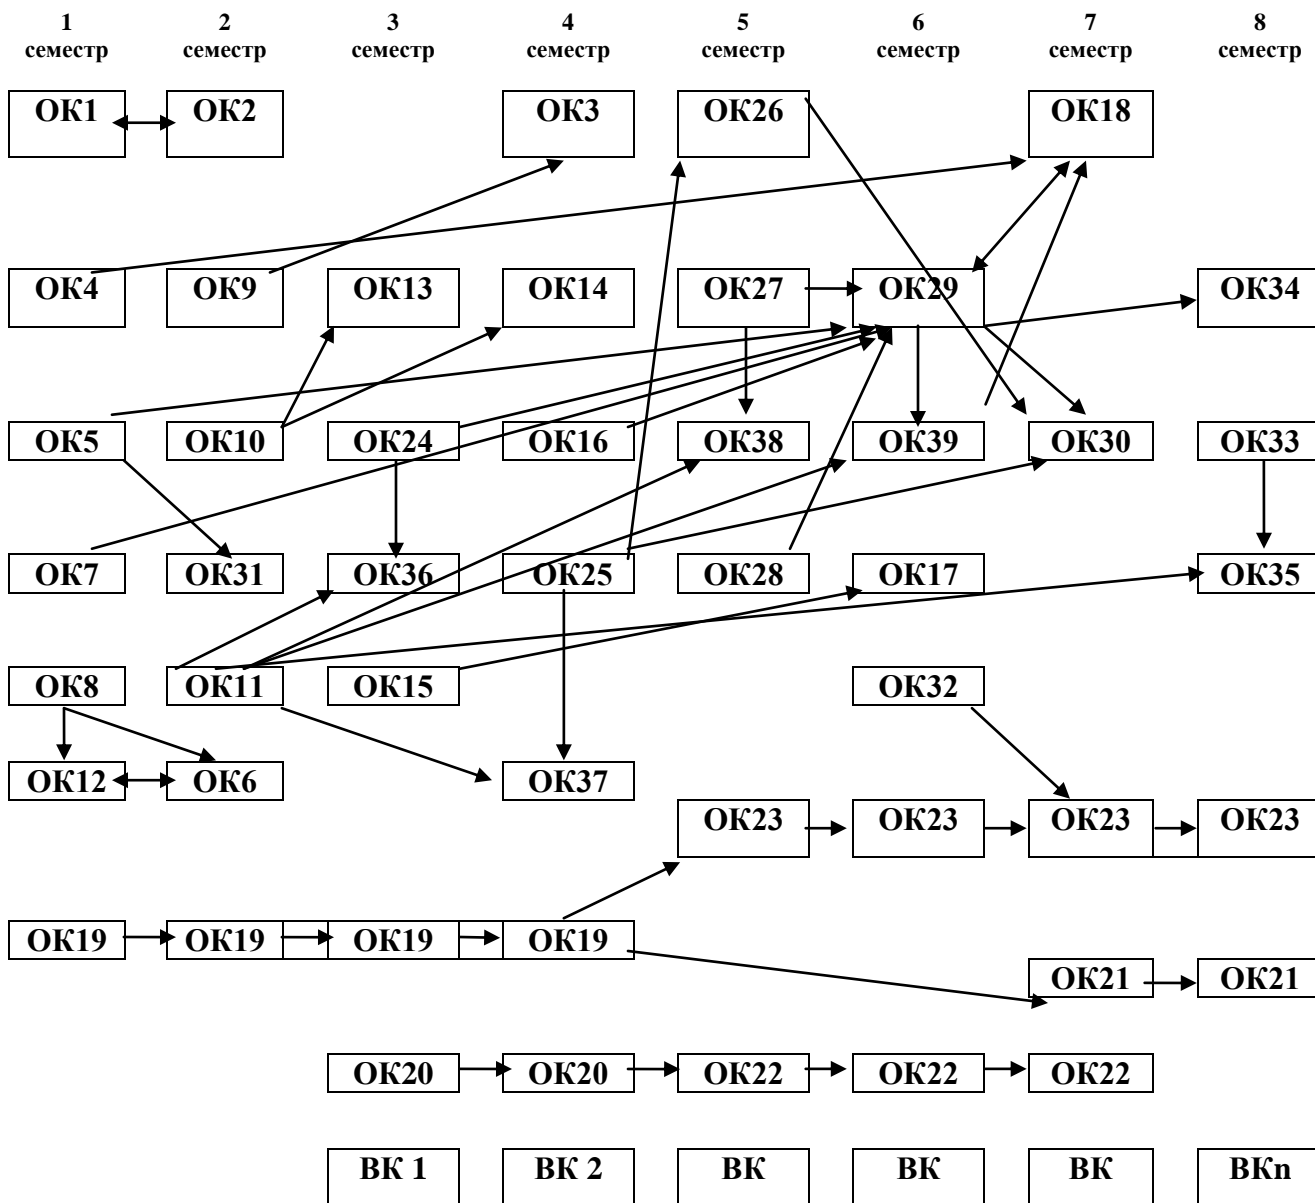 1 2 3 4 5 6 7 8
семестр семестр семестр семестр семестр семестр семестр семестр
ОК1 ОК2 ОК3 ОК26 ОК18
ОК4 ОК9 ОК13 ОК14 ОК27 ОК29 ОК34
ОК5 ОК10 ОК24 ОК16 ОК38 ОК39 ОК30 ОК33
ОК7 ОК31 ОК36 ОК25 ОК28 ОК17 ОК35
ОК8 ОК11 ОК15 ОК32
ОК12 ОК6 ОК37
ОК23 ОК23 ОК23 ОК23
ОК19 ОК19 ОК19 ОК19
ОК21 ОК21
ОК20 ОК20 ОК22 ОК22 ОК22
ВК 1 ВК 2 ВК ВК ВК ВКn